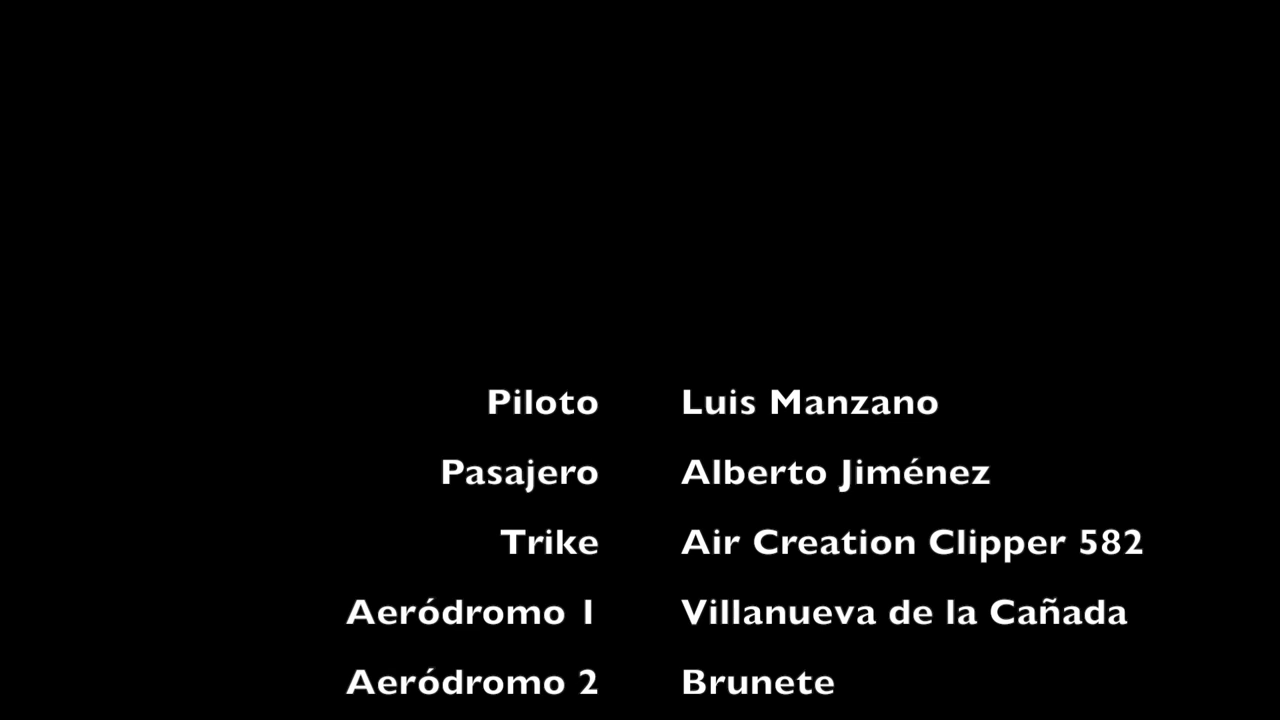 Piloto Luis Manzano
Pasajero Alberto Jiménez
Trike Air Creation Clipper 582
Aeródromo 1 Villanueva de la Cañada
Aeródromo 2 Brunete